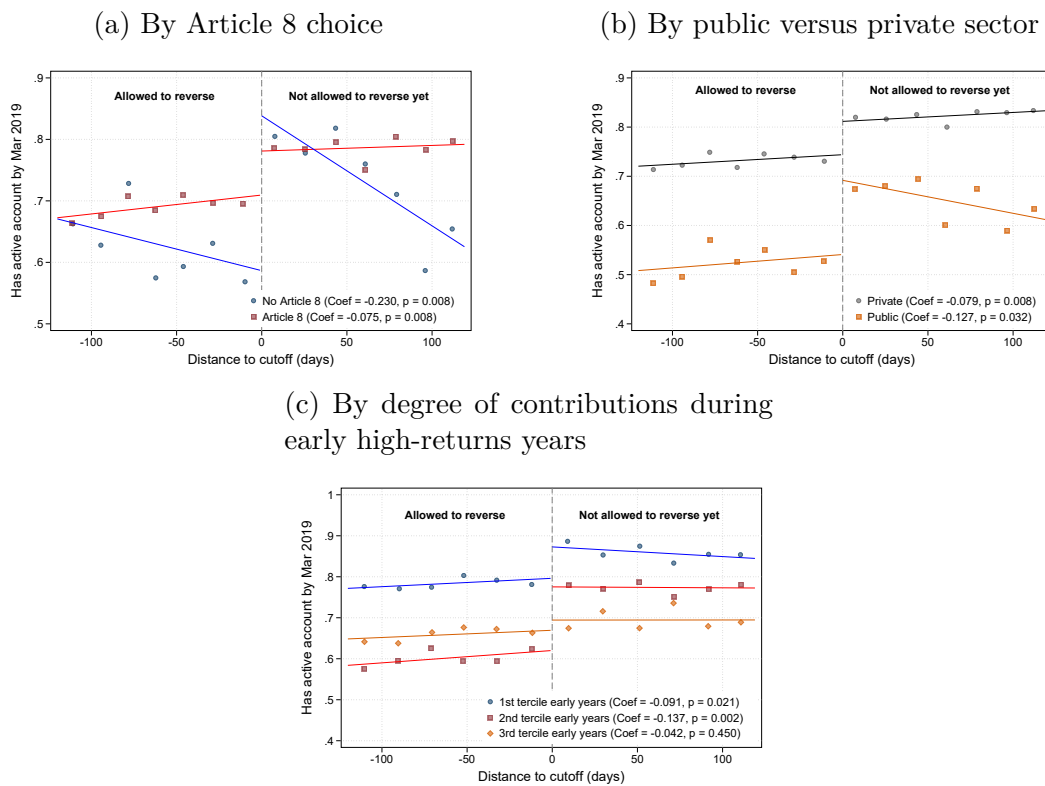 (a) By Article 8 choice
Has active account by Mar 2019
.9
.8
.7
.6
.5
Allowed to reverse
Not allowed to reverse yet
No Article 8 (Coef = -0.230, p = 0.008)
Article 8 (Coef = -0.075, p = 0.008)
-100 -50 0 50 100
Distance to cutoff (days)
(b) By public versus private sector
Has active account by Mar 2019
.9
.8
.7
.6
.5
.4
Allowed to reverse
Not allowed to reverse yet
Private (Coef = -0.079, p = 0.008)
Public (Coef = -0.127, p = 0.032)
-100 -50 0 50 100
Distance to cutoff (days)
(c) By degree of contributions during
early high-returns years
Has active account by Mar 2019
1
.9
.8
.7
.6
.5
.4
Allowed to reverse
Not allowed to reverse yet
1st tercile early years (Coef = -0.091, p = 0.021)
2nd tercile early years (Coef = -0.137, p = 0.002)
3rd tercile early years (Coef = -0.042, p = 0.450)
-100 -50 0 50 100
Distance to cutoff (days)